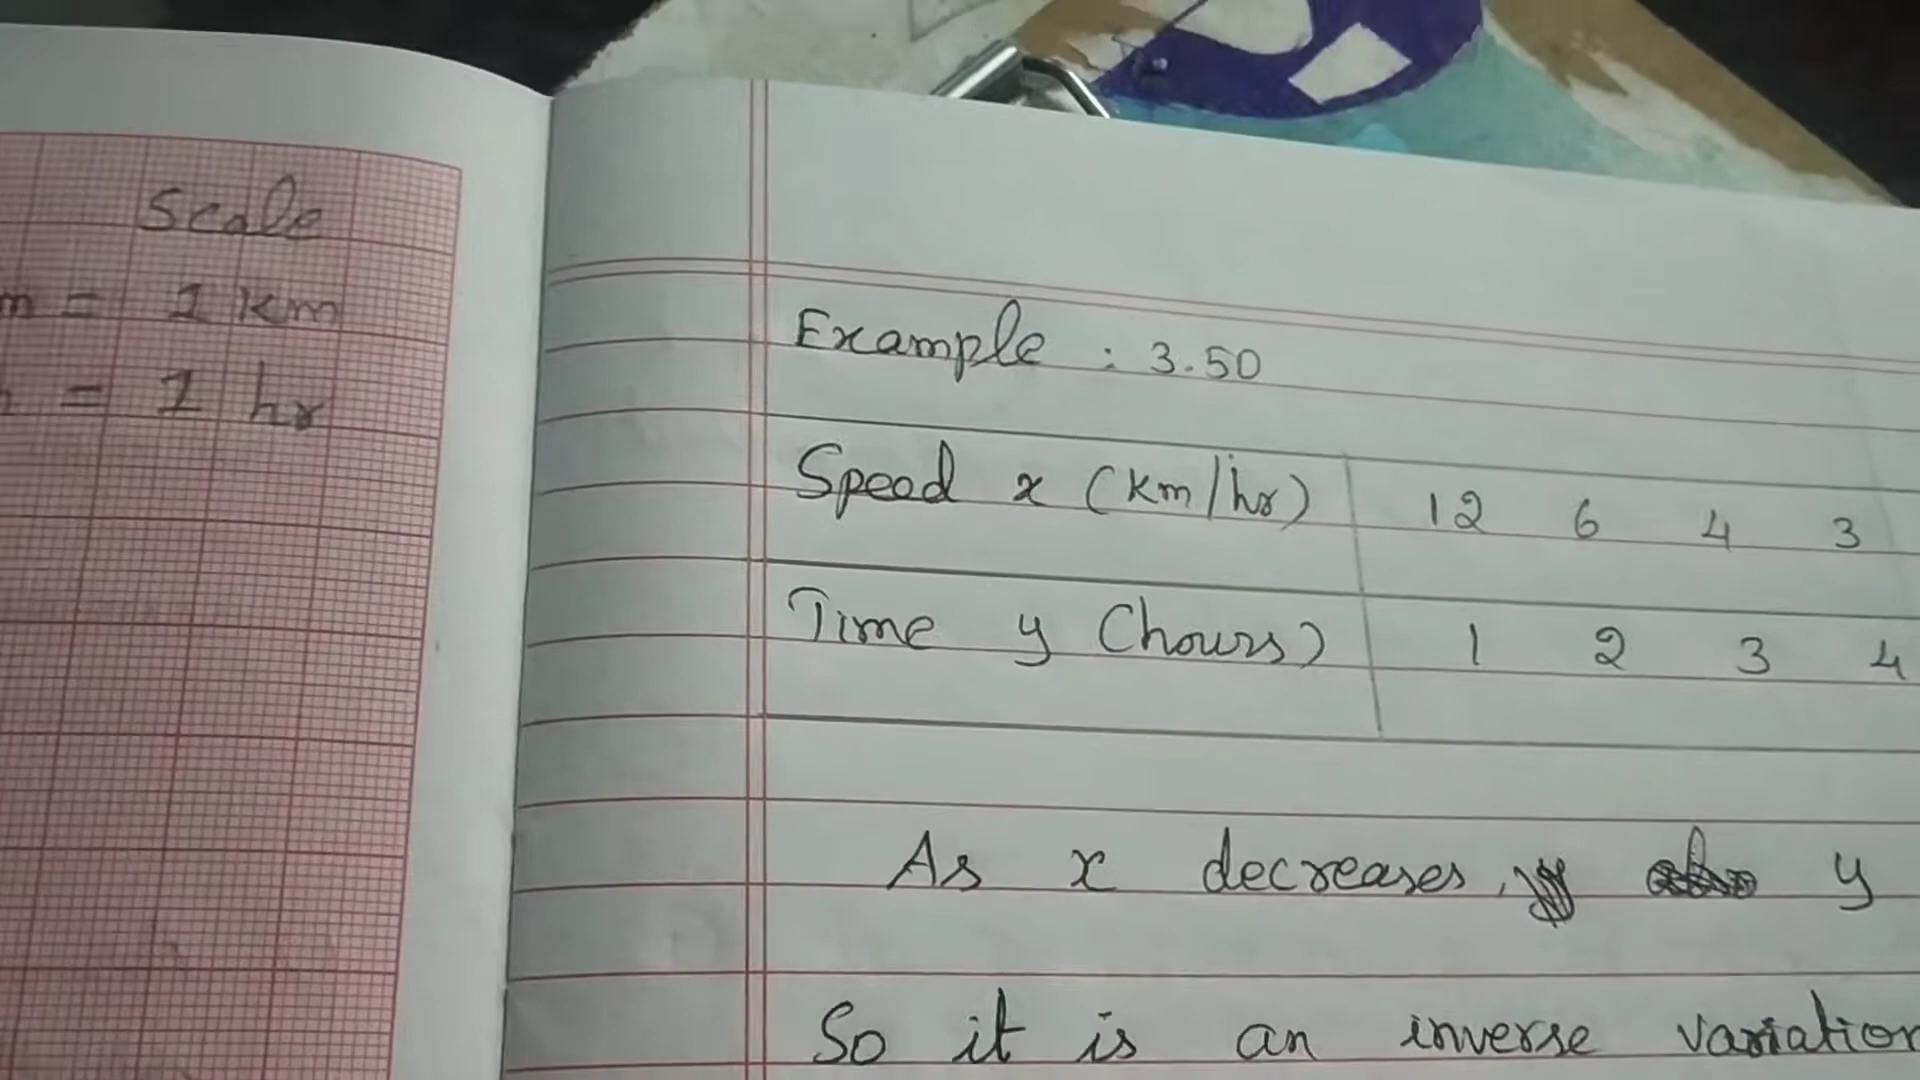 Scale
m = 1 km
= 1 hr
Example : 3.50
Speed x (km/hr) 12 6 4 3
Time y (hours) 1 2 3 4
As x decreases, y
So it is an inverse variation